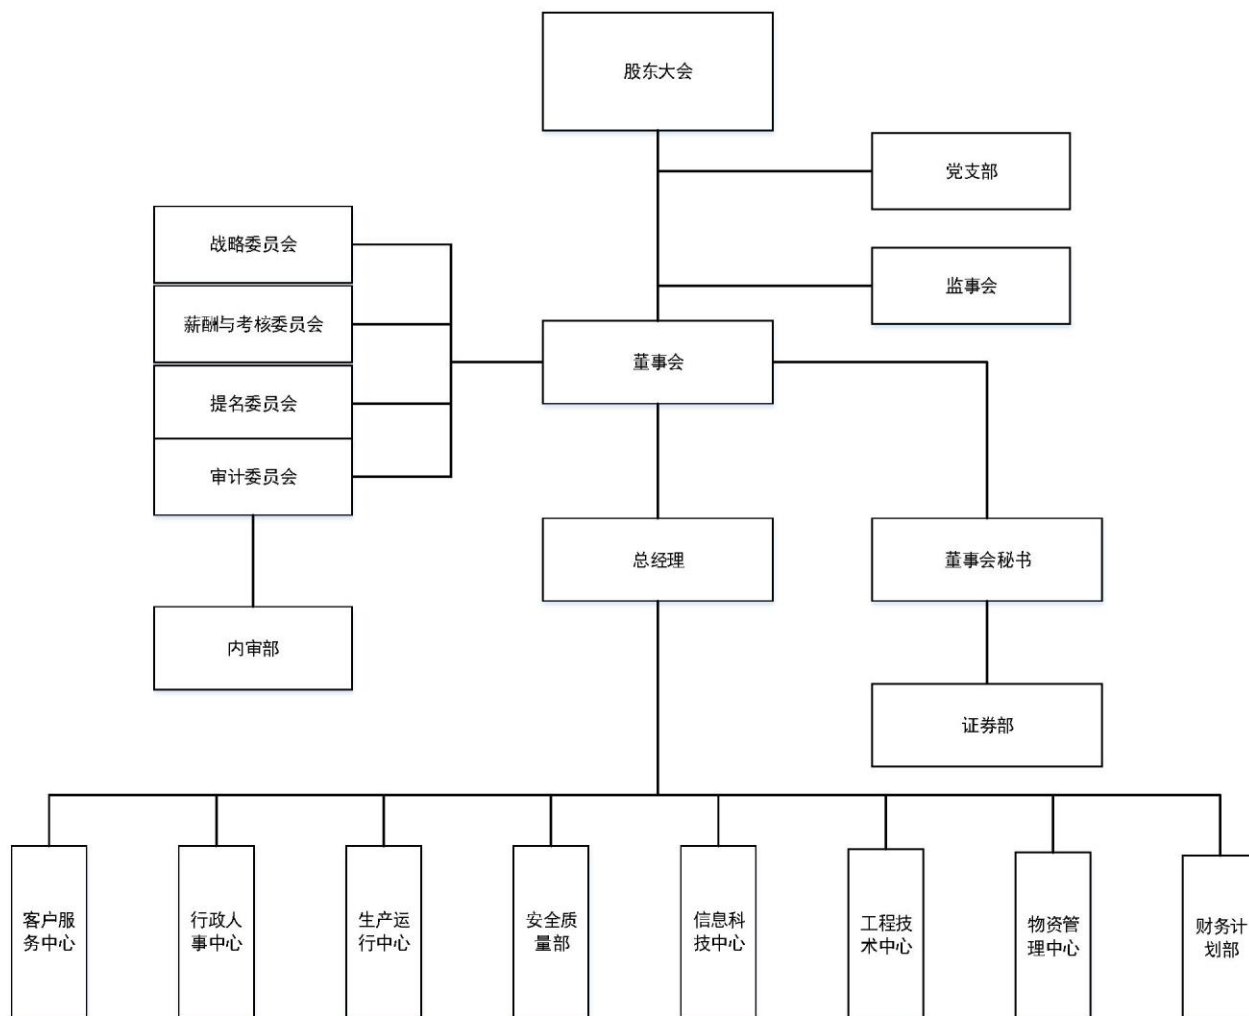 股东大会
党支部
战略委员会
监事会
薪酬与考核委员会
董事会
提名委员会
审计委员会
总经理
董事会秘书
内审部
证券部
客户服
务中心
行政人
事中心
生产运
行中心
安全质
量部
信息科
技中心
工程技
术中心
物资管
理中心
财务计
划部